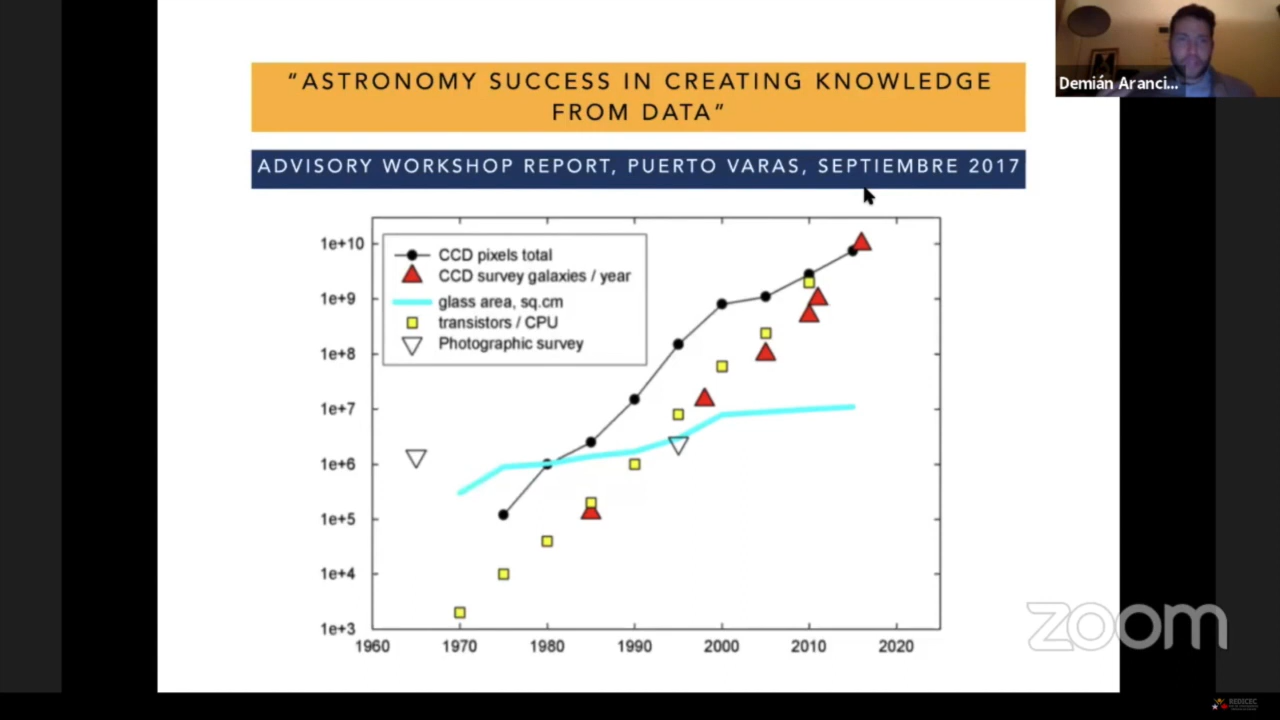 “ASTRONOMY SUCCESS IN CREATING KNOWLEDGE
FROM DATA”
Demián Aranci...
ADVISORY WORKSHOP REPORT, PUERTO VARAS, SEPTIEMBRE 2017
CCD pixels total
CCD survey galaxies / year
glass area, sq.cm
transistors / CPU
Photographic survey
1e+10
1e+9
1e+8
1e+7
1e+6
1e+5
1e+4
1e+3
1960 1970 1980 1990 2000 2010 2020
zoom
REDICEC